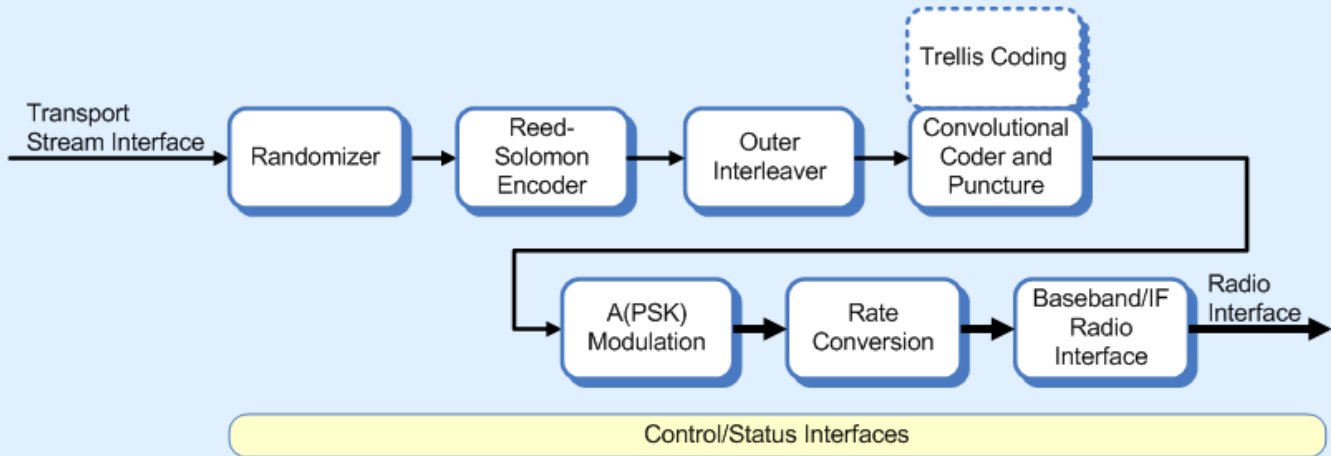 Trellis Coding
Transport
Stream Interface
Randomizer
Reed-
Solomon
Encoder
Outer
Interleaver
Convolutional
Coder and
Puncture
A(PSK)
Modulation
Rate
Conversion
Baseband/IF
Radio
Interface
Radio
Interface
Control/Status Interfaces